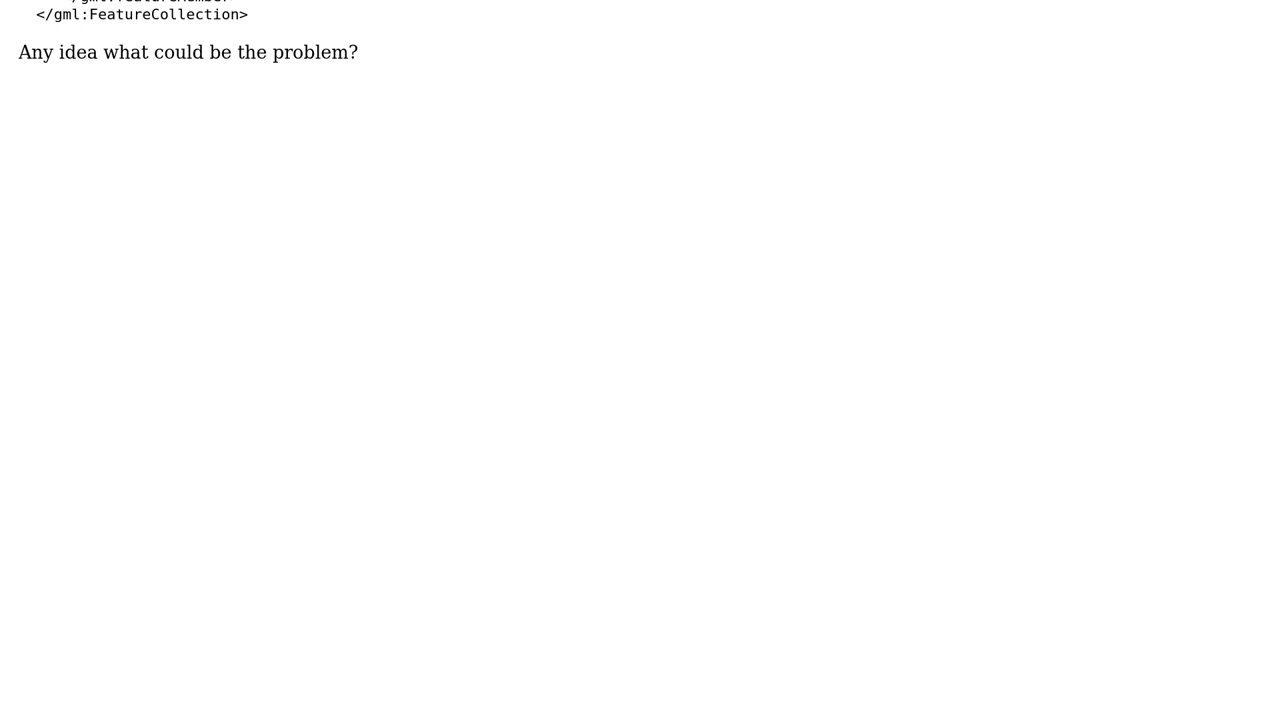 </gml:FeatureCollection>
Any idea what could be the problem?